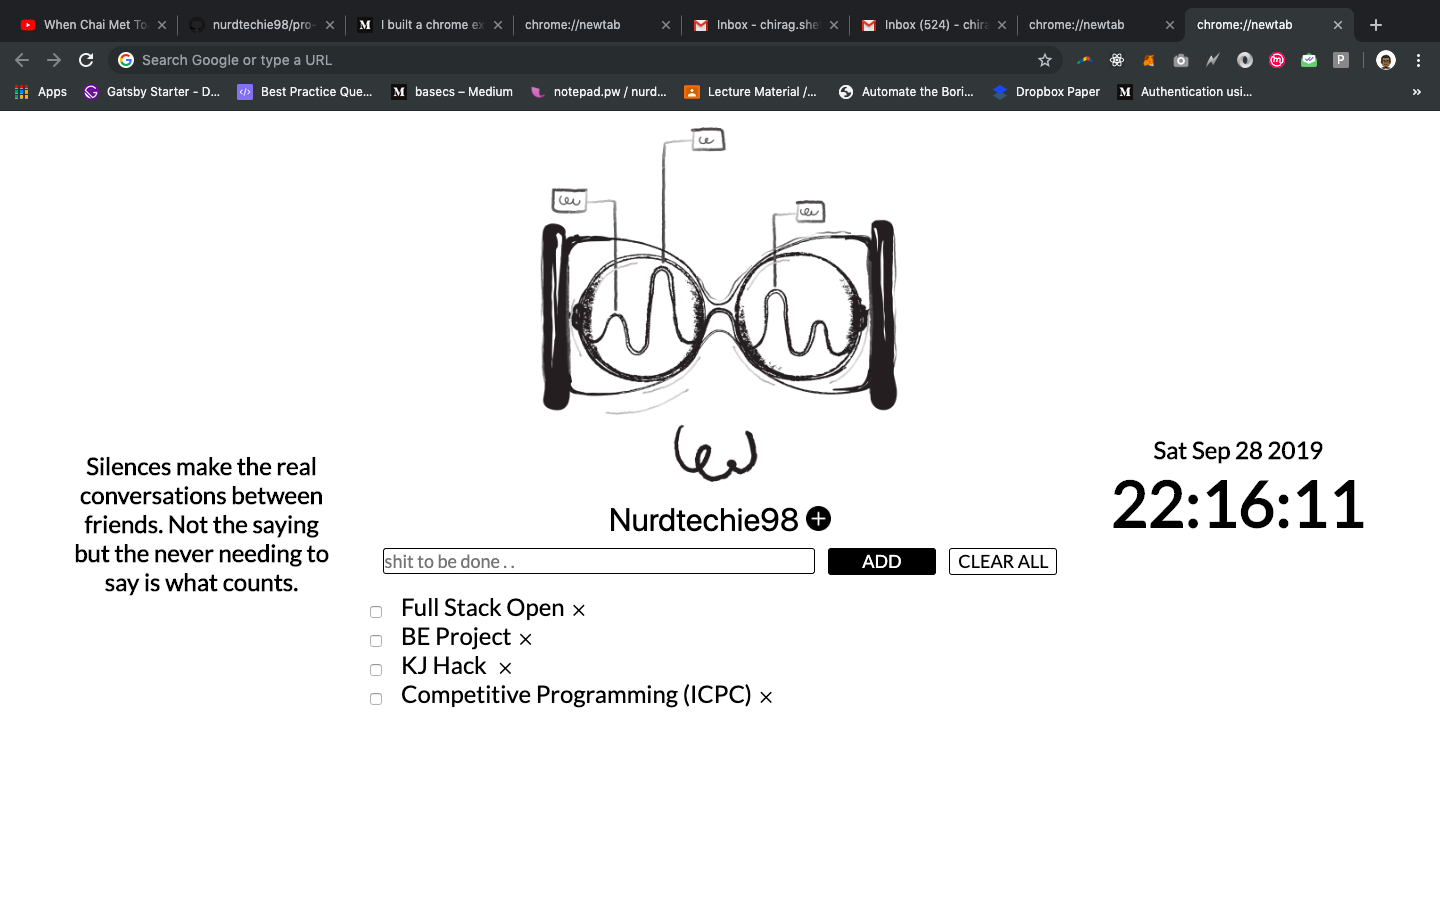 When Chai Met To
nurdtechie98/pro-
I built a chrome ex
chrome://newtab
Inbox - chirag.she
Inbox (524) - chira
chrome://newtab
chrome://newtab
Search Google or type a URL
Apps
Gatsby Starter - D...
Best Practice Que...
basecs – Medium
notepad.pw / nurd...
Lecture Material /...
Automate the Bori...
Dropbox Paper
Authentication usi...
»
Silences make the real
conversations between
friends. Not the saying
but the never needing to
say is what counts.
Nurdtechie98
shit to be done . .
ADD
CLEAR ALL
Full Stack Open ×
BE Project ×
KJ Hack ×
Competitive Programming (ICPC) ×
Sat Sep 28 2019
22:16:11